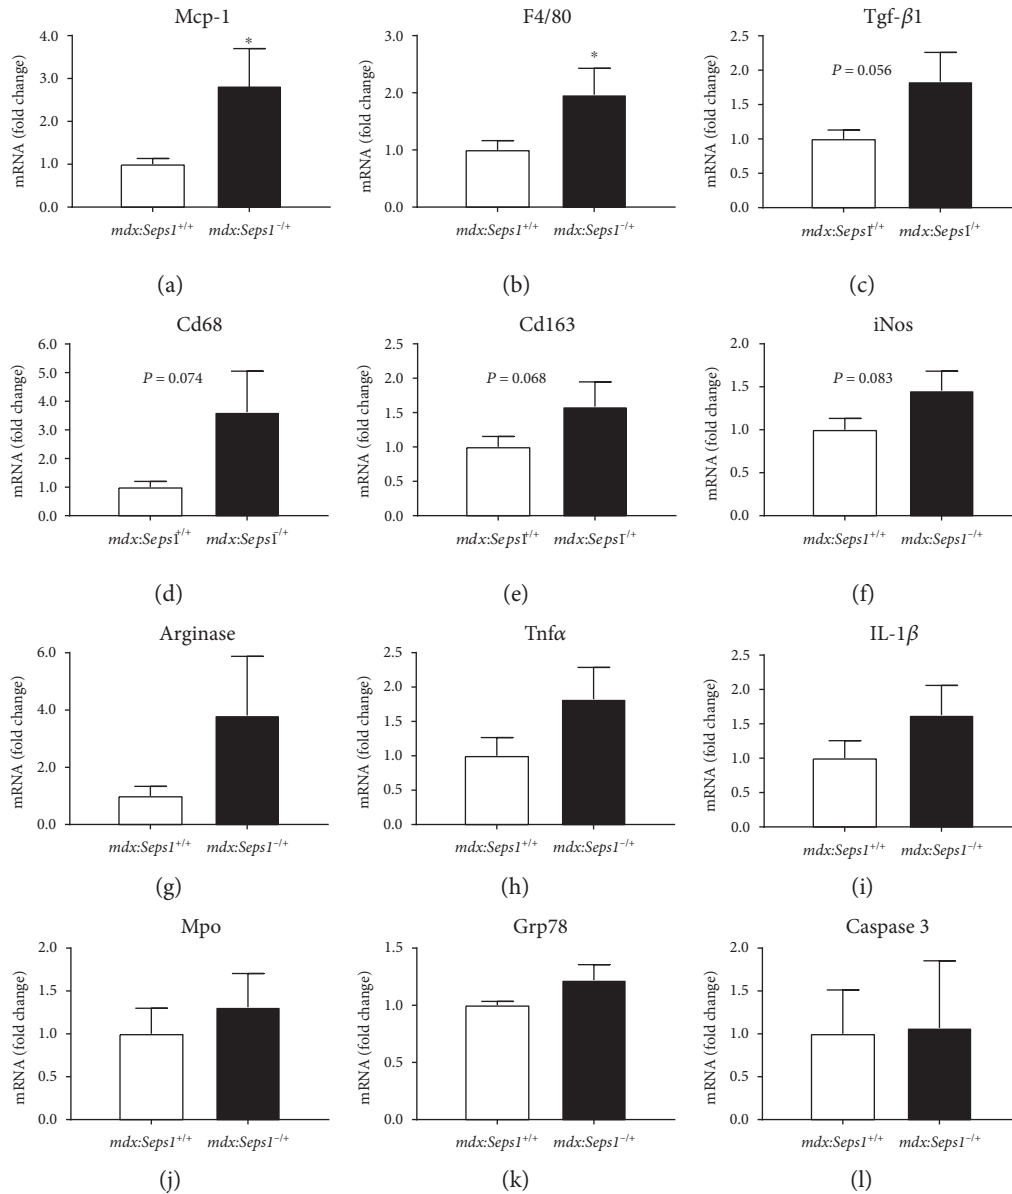 Mcp-1
4.0
3.0
2.0
1.0
0.0
mRNA (fold change)
*
mdx:Seps1+/+
mdx:Seps1−/+
(a)
F4/80
3.0
2.0
1.0
0.0
mRNA (fold change)
*
mdx:Seps1+/+
mdx:Seps1−/+
(b)
Tgf-β1
2.5
2.0
1.5
1.0
0.5
0.0
mRNA (fold change)
P = 0.056
mdx:Seps1+/+
mdx:Seps1−/+
(c)
Cd68
6.0
5.0
4.0
3.0
2.0
1.0
0.0
mRNA (fold change)
P = 0.074
mdx:Seps1+/+
mdx:Seps1−/+
(d)
Cd163
2.5
2.0
1.5
1.0
0.5
0.0
mRNA (fold change)
P = 0.068
mdx:Seps1+/+
mdx:Seps1−/+
(e)
iNos
2.0
1.5
1.0
0.5
0.0
mRNA (fold change)
P = 0.083
mdx:Seps1+/+
mdx:Seps1−/+
(f)
Arginase
6.0
4.0
2.0
0.0
mRNA (fold change)
mdx:Seps1+/+
mdx:Seps1−/+
(g)
Tnfα
2.5
2.0
1.5
1.0
0.5
0.0
mRNA (fold change)
mdx:Seps1+/+
mdx:Seps1−/+
(h)
IL-1β
2.5
2.0
1.5
1.0
0.5
0.0
mRNA (fold change)
mdx:Seps1+/+
mdx:Seps1−/+
(i)
Mpo
2.0
1.5
1.0
0.5
0.0
mRNA (fold change)
mdx:Seps1+/+
mdx:Seps1−/+
(j)
Grp78
1.5
1.0
0.5
0.0
mRNA (fold change)
mdx:Seps1+/+
mdx:Seps1−/+
(k)
Caspase 3
2.0
1.5
1.0
0.5
0.0
mRNA (fold change)
mdx:Seps1+/+
mdx:Seps1−/+
(l)